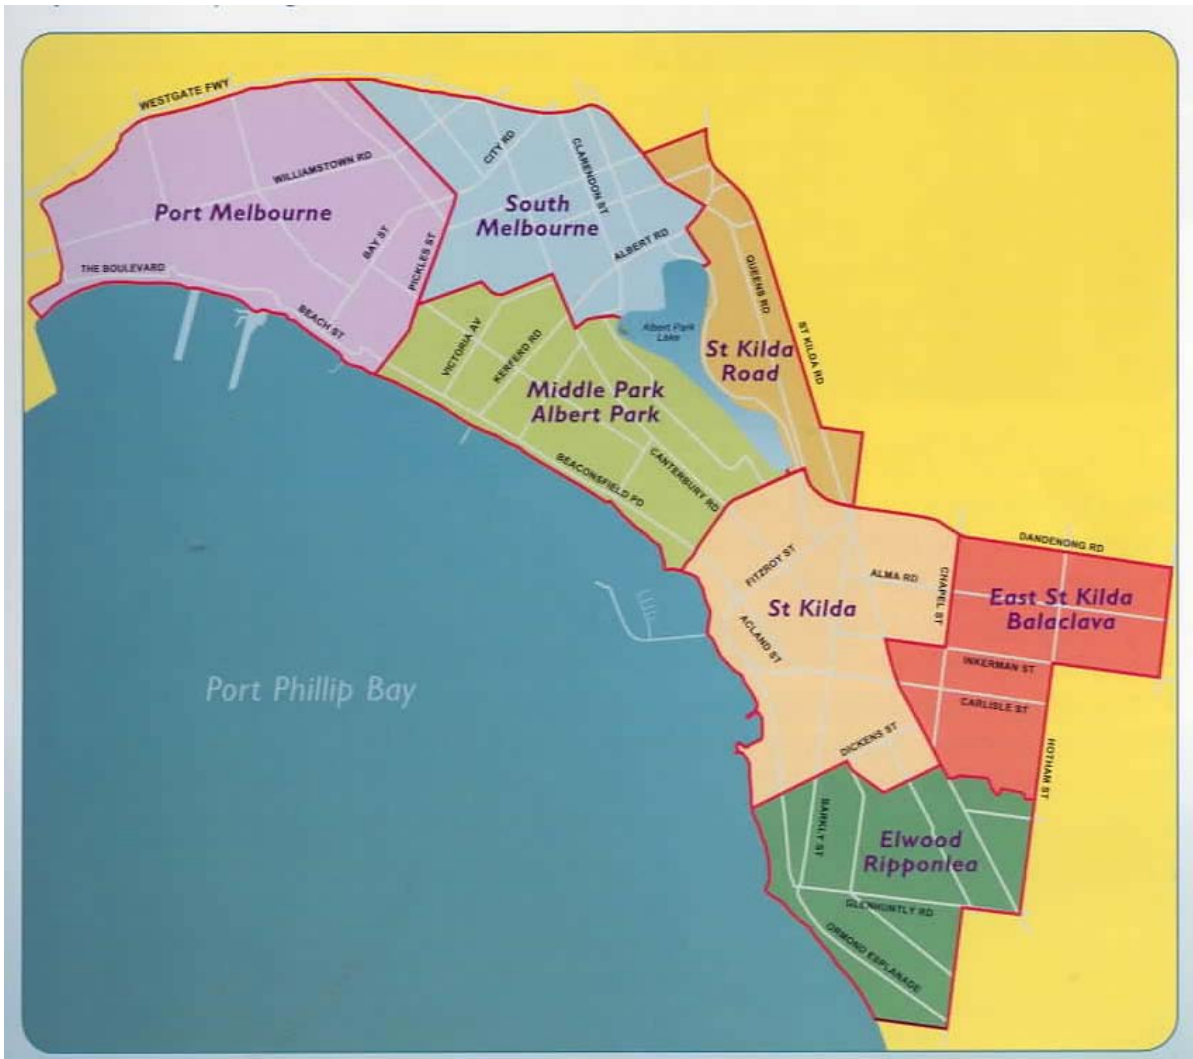 WESTGATE FWY
WILLIAMSTOWN RD
CITY RD
CLARENDON ST
Port Melbourne
South
Melbourne
BAY ST
PICKLES ST
ALBERT RD
THE BOULEVARD
QUEENS RD
BEACH ST
VICTORIA AV
KERFERD RD
Albert Park
Lake
ST KILDA RD
St Kilda
Road
Middle Park
Albert Park
BEACONSFIELD PD
CANTERBURY RD
DANDENONG RD
FITZROY ST
ALMA RD
CHAPEL ST
East St Kilda
Balaclava
St Kilda
ACLAND ST
INKERMAN ST
CARLISLE ST
Port Phillip Bay
DICKENS ST
HOTHAM ST
BARKLY ST
Elwood
Ripponlea
GLENHUNTLY RD
ORMOND ESPLANADE